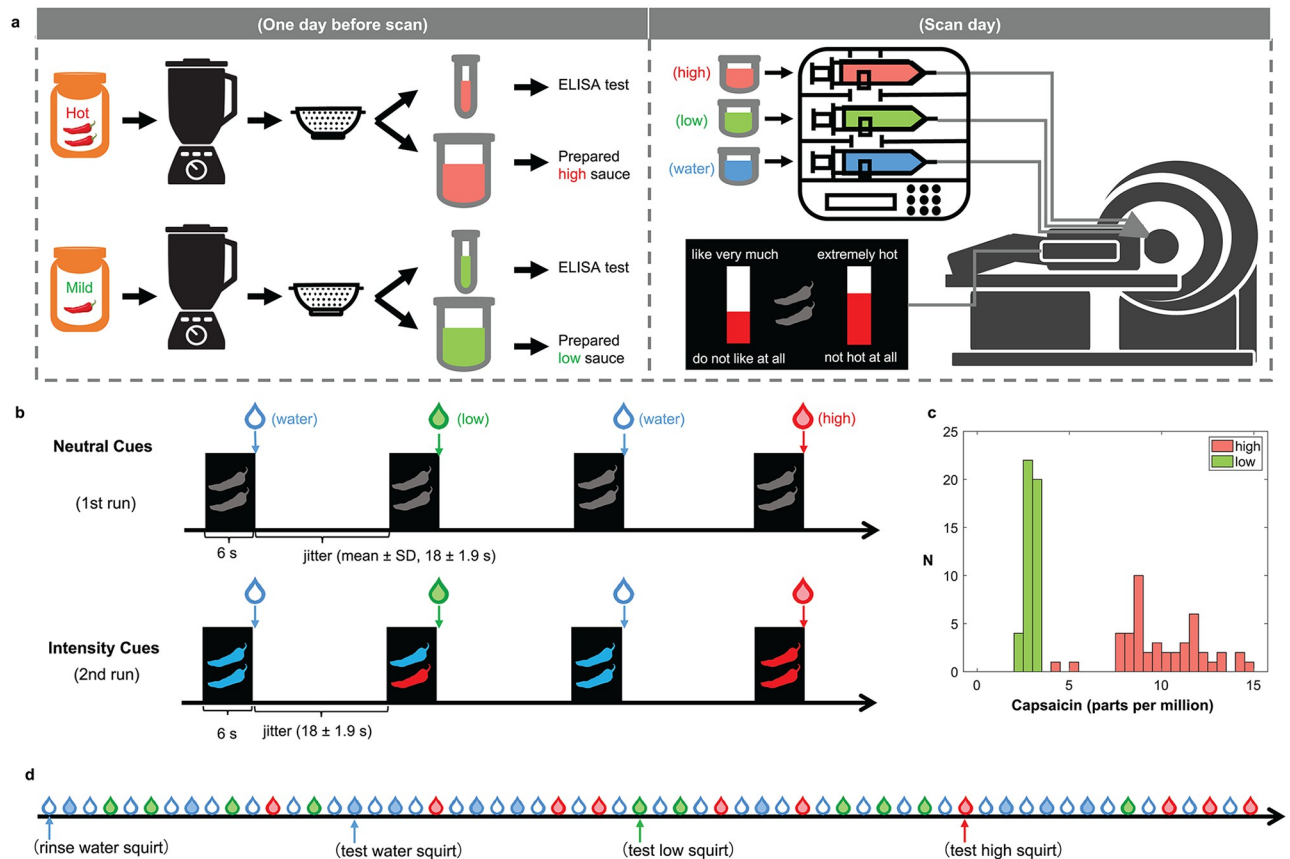 a
(One day before scan)
(Scan day)
Hot
ELISA test
Prepared
high sauce
Mild
ELISA test
Prepared
low sauce
(high)
(low)
(water)
like very much
extremely hot
do not like at all
not hot at all
b
(water)
(low)
(water)
(high)
Neutral Cues
(1st run)
6 s
jitter (mean ± SD, 18 ± 1.9 s)
Intensity Cues
(2nd run)
6 s
jitter (18 ± 1.9 s)
c
25
20
15
10
5
0
N
high
low
0
5
10
15
Capsaicin (parts per million)
d
(rinse water squirt)
(test water squirt)
(test low squirt)
(test high squirt)